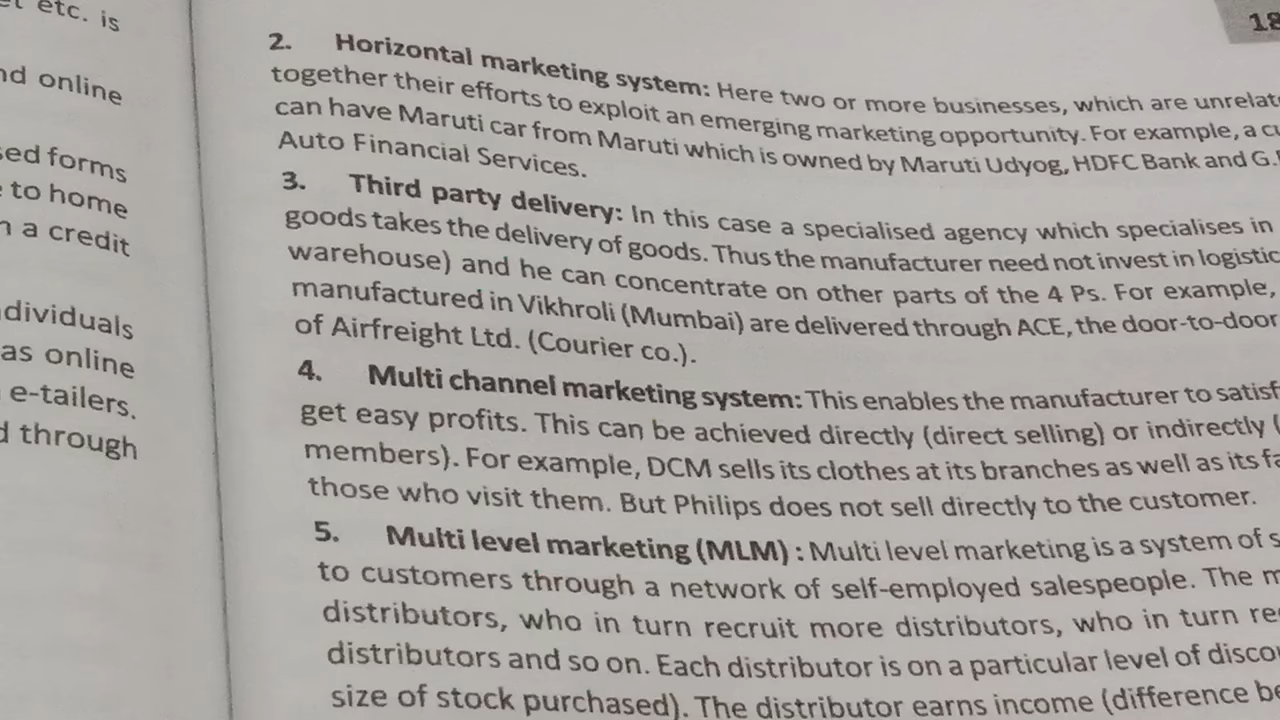 etc. is
online
forms
to home
a credit
as online
e-tailers.
through
18
2. Horizontal marketing system: Here two or more businesses, which are
together their efforts to exploit an emerging marketing opportunity. For example, a
can have Maruti car from Maruti which is owned by Maruti Udyog, HDFC Bank and G.
Auto Financial Services.
3. Third party delivery: In this case a specialised agency which specialises in
goods takes the delivery of goods. Thus the manufacturer need not invest in
warehouse) and he can concentrate on other parts of the 4 Ps. For example,
manufactured in Vikhroli (Mumbai) are delivered through ACE, the door-to-door
of Airfreight Ltd. (Courier co.).
4. Multi channel marketing system: This enables the manufacturer to
get easy profits. This can be achieved directly (direct selling) or indirectly (
members). For example, DCM sells its clothes at its branches as well as its
those who visit them. But Philips does not sell directly to the customer.
5. Multi level marketing (MLM) : Multi level marketing is a system of
to customers through a network of self-employed salespeople. The
distributors, who in turn recruit more distributors, who in turn
distributors and so on. Each distributor is on a particular level of
size of stock purchased). The distributor earns income (difference